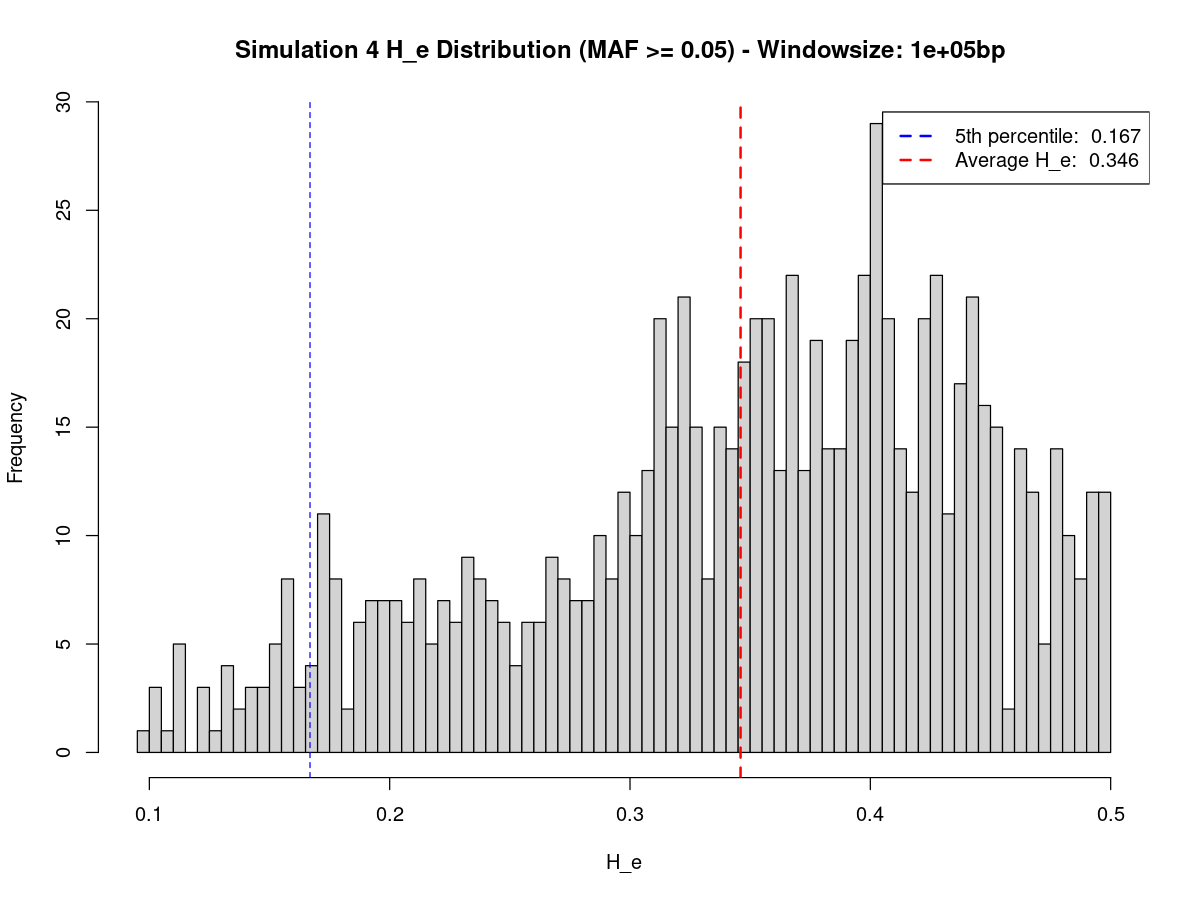 Simulation 4 H_e Distribution (MAF >= 0.05) - Windowsize: 1e+05bp
5th percentile:  0.167
Average H_e:  0.346
Frequency
30
25
20
15
10
5
0
0.1
0.2
0.3
0.4
0.5
H_e